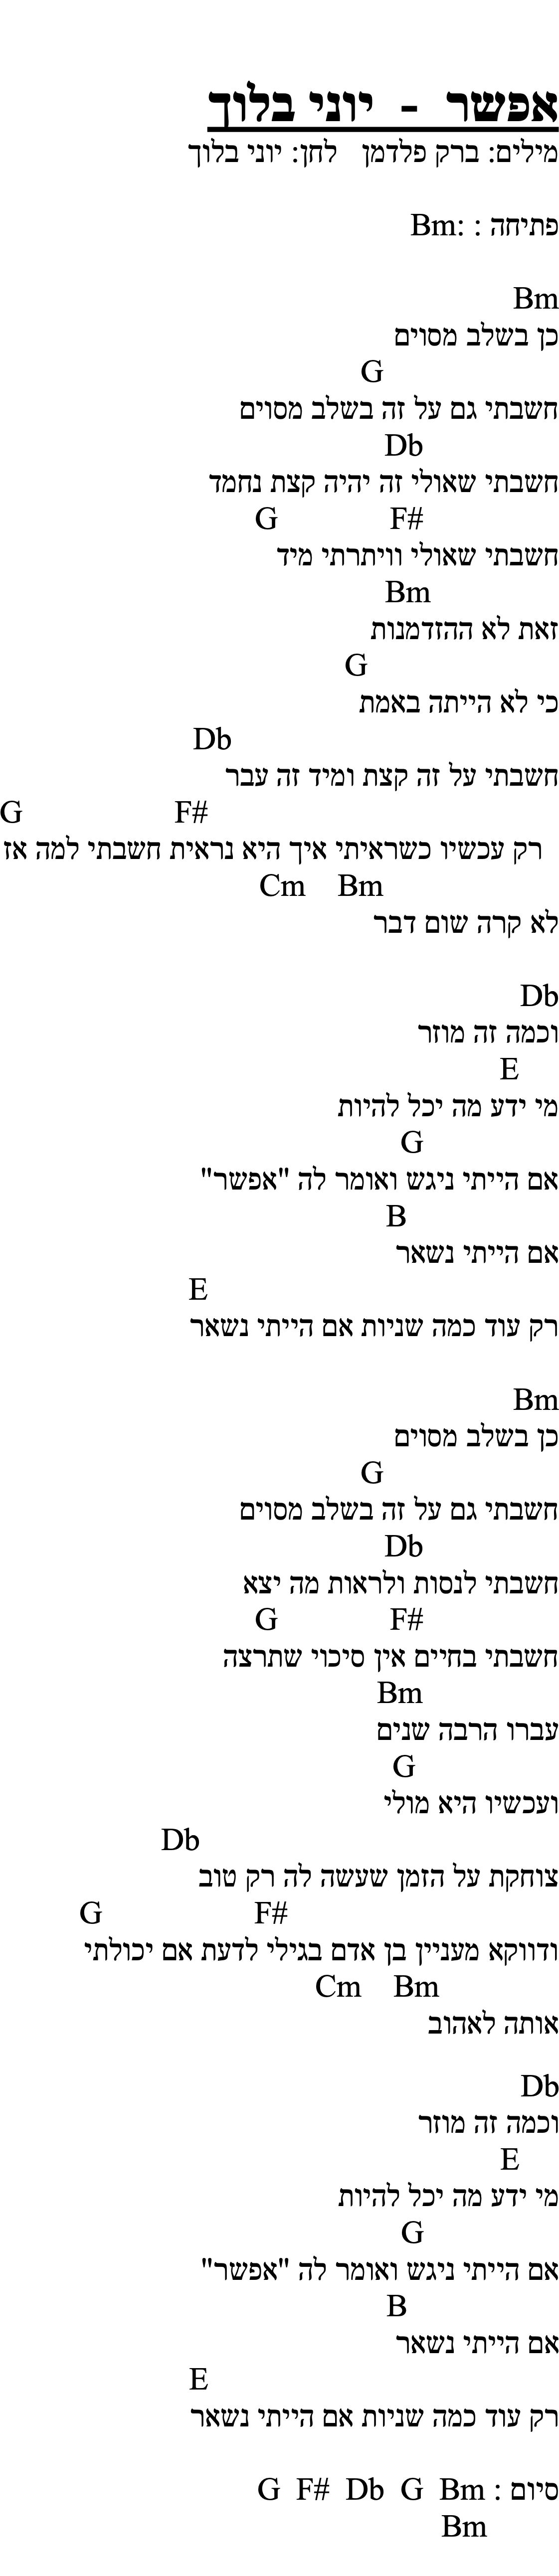 אפשר - יוני בלוך
מילים: ברק פלדמן   לחן: יוני בלוך
פתיחה : :Bm
Bm
כן בשלב מסוים
G
חשבתי גם על זה בשלב מסוים
Db
חשבתי שאולי זה יהיה קצת נחמד
G F#
חשבתי שאולי וויתרתי מיד
Bm
זאת לא ההזדמנות
G
כי לא הייתה באמת
Db
חשבתי על זה קצת ומיד זה עבר
G F#
רק עכשיו כשראיתי איך היא נראית חשבתי למה אז
Cm Bm
לא קרה שום דבר
Db
וכמה זה מוזר
E
מי ידע מה יכל להיות
G
אם הייתי ניגש ואומר לה "אפשר"
B
אם הייתי נשאר
E
רק עוד כמה שניות אם הייתי נשאר
Bm
כן בשלב מסוים
G
חשבתי גם על זה בשלב מסוים
Db
חשבתי לנסות ולראות מה יצא
G F#
חשבתי בחיים אין סיכוי שתרצה
Bm
עברו הרבה שנים
G
ועכשיו היא מולי
Db
צוחקת על הזמן שעשה לה רק טוב
G F#
ודווקא מעניין בן אדם בגילי לדעת אם יכולתי
Cm Bm
אותה לאהוב
Db
וכמה זה מוזר
E
מי ידע מה יכל להיות
G
אם הייתי ניגש ואומר לה "אפשר"
B
אם הייתי נשאר
E
רק עוד כמה שניות אם הייתי נשאר
סיום : G F# Db G Bm
Bm